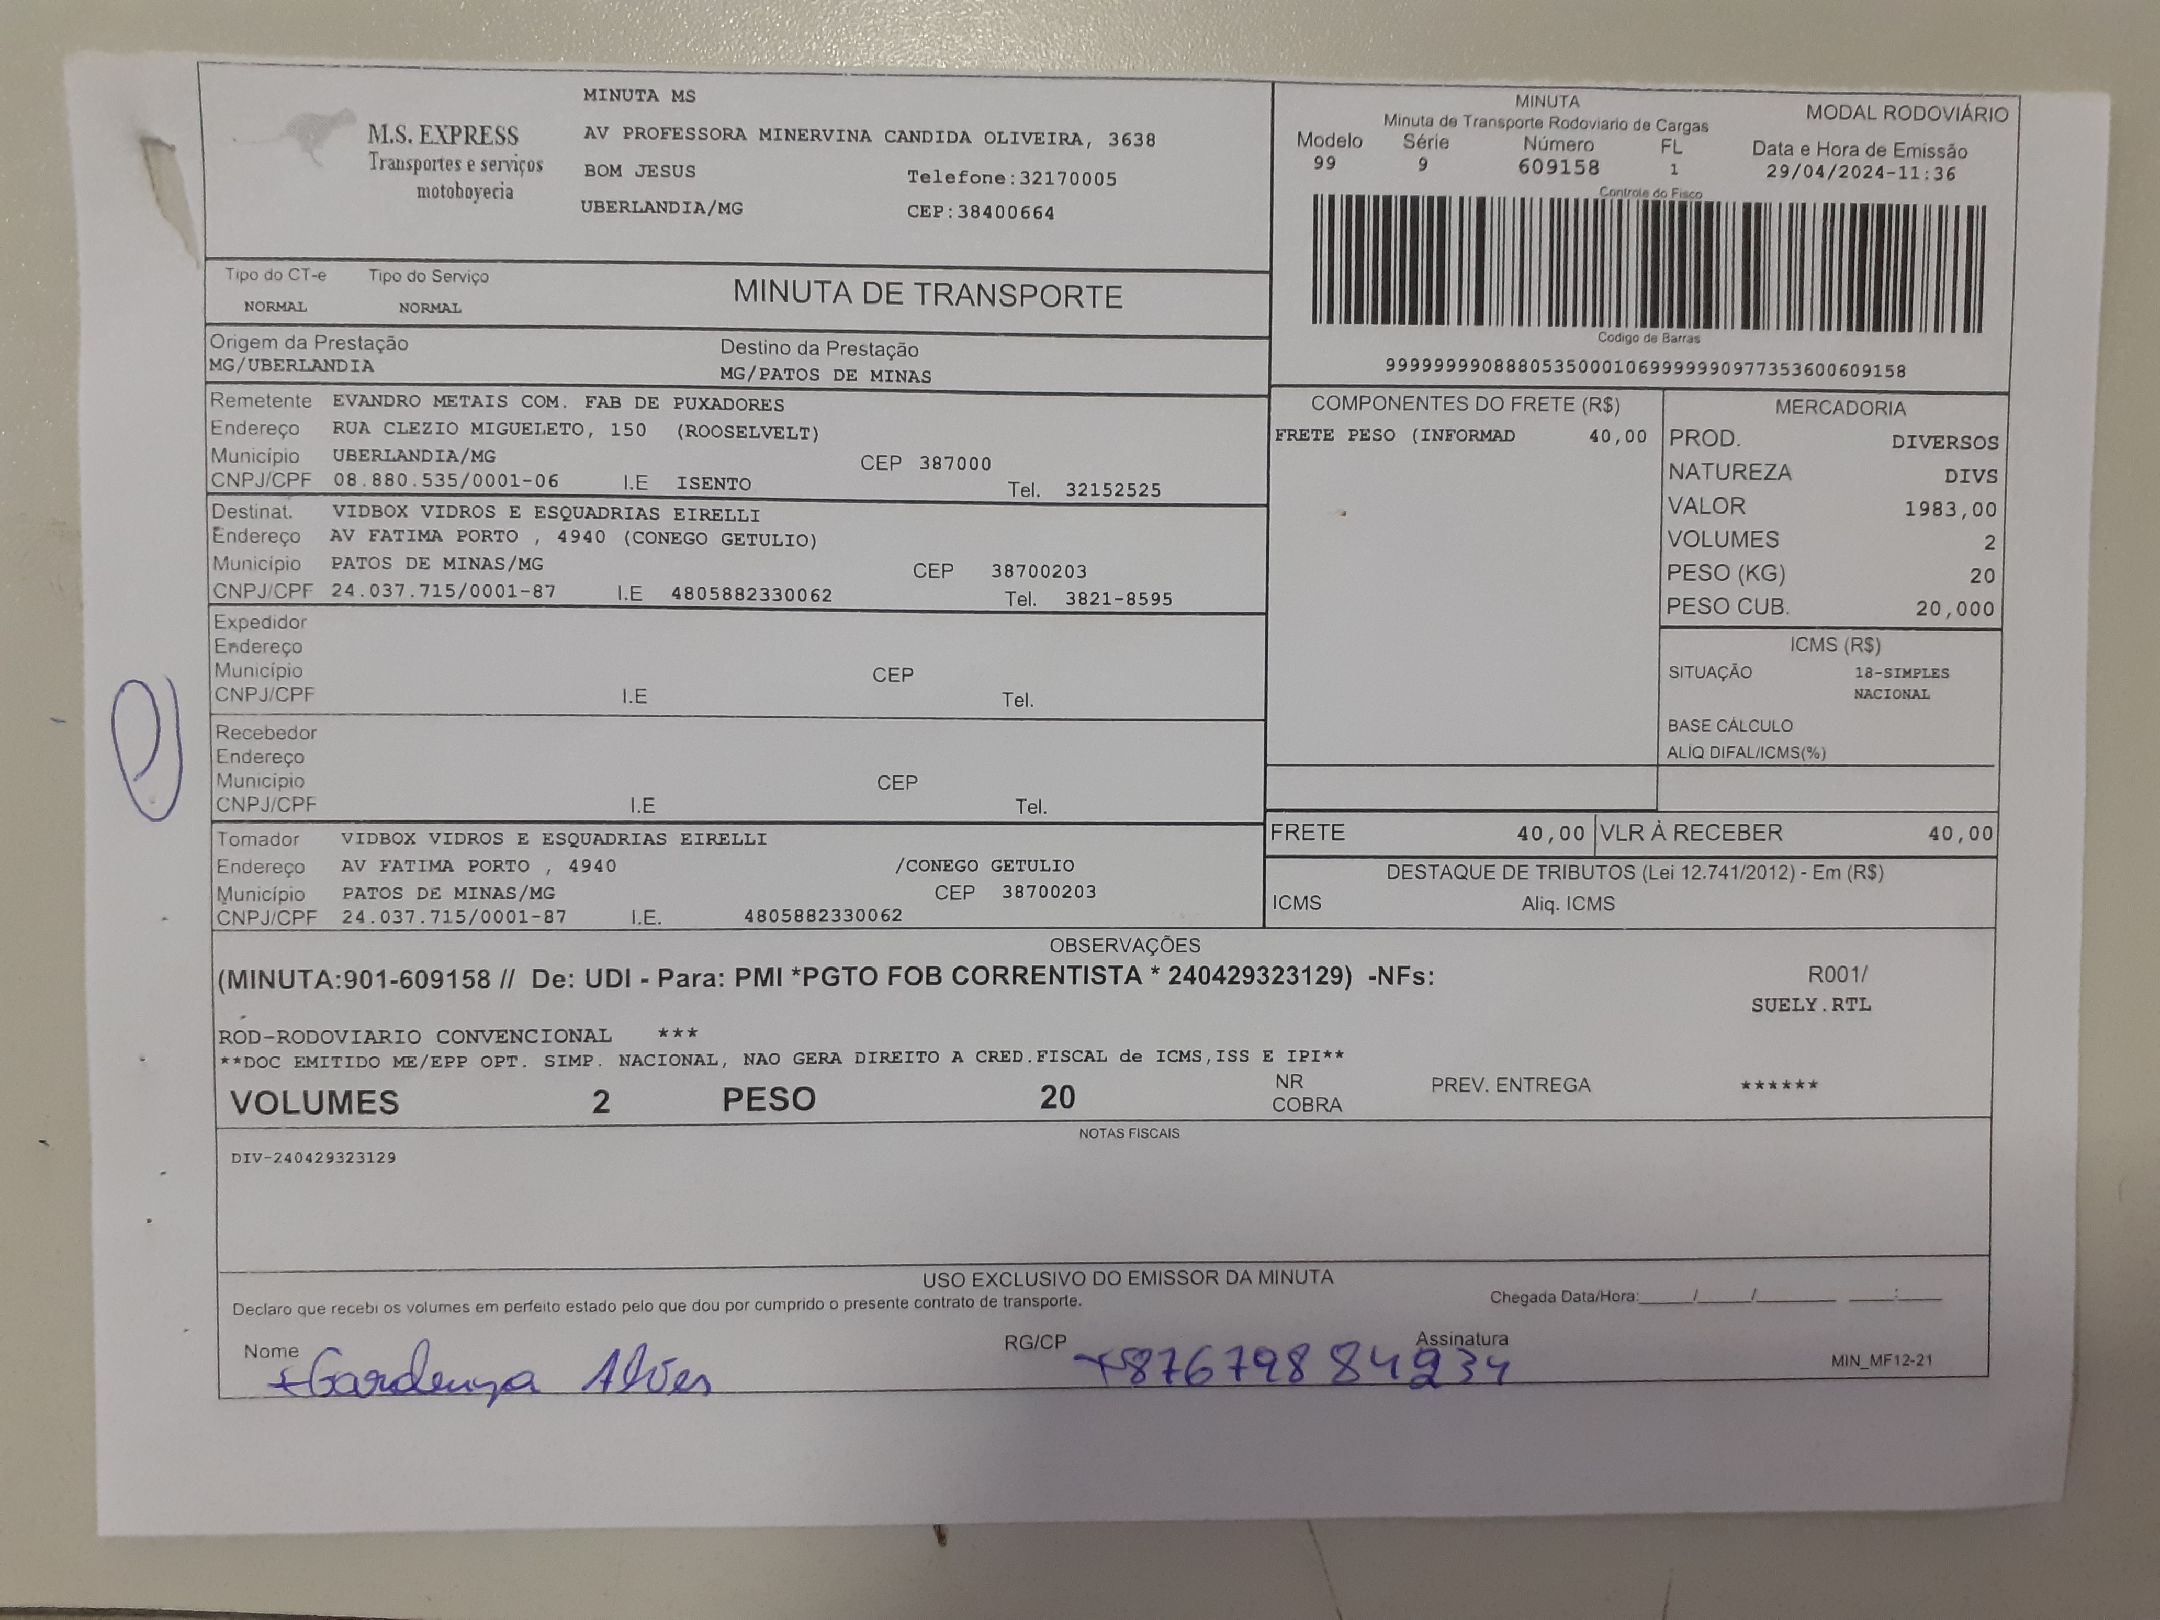 M.S. EXPRESS
Transportes e serviços
motoboyecia
MINUTA MS
AV PROFESSORA MINERVINA CANDIDA OLIVEIRA, 3638
BOM JESUS Telefone:32170005
UBERLANDIA/MG CEP:38400664
MINUTA MODAL RODOVIÁRIO
Minuta de Transporte Rodoviario de Cargas
Modelo Série Número FL Data e Hora de Emissão
99 9 609158 1 29/04/2024-11:36
Controle do Fisco
Codigo de Barras
99999999088805350001069999999097735360060­9158
Tipo do CT-e Tipo do Serviço MINUTA DE TRANSPORTE
NORMAL NORMAL
Origem da Prestação Destino da Prestação
MG/UBERLANDIA MG/PATOS DE MINAS
Remetente EVANDRO METAIS COM. FAB DE PUXADORES
Endereço RUA CLEZIO MIGUELETO, 150 (ROOSELVELT)
Município UBERLANDIA/MG CEP 387000
CNPJ/CPF 08.880.535/0001-06 I.E ISENTO Tel. 32152525
Destinat. VIDBOX VIDROS E ESQUADRIAS EIRELLI
Endereço AV FATIMA PORTO , 4940 (CONEGO GETULIO)
Município PATOS DE MINAS/MG CEP 38700203
CNPJ/CPF 24.037.715/0001-87 I.E 4805882330062 Tel. 3821-8595
Expedidor
Endereço
Município CEP
CNPJ/CPF I.E Tel.
Recebedor
Endereço
Município CEP
CNPJ/CPF I.E Tel.
Tomador VIDBOX VIDROS E ESQUADRIAS EIRELLI
Endereço AV FATIMA PORTO , 4940 /CONEGO GETULIO
Município PATOS DE MINAS/MG CEP 38700203
CNPJ/CPF 24.037.715/0001-87 I.E. 4805882330062
COMPONENTES DO FRETE (R$)
FRETE PESO (INFORMAD 40,00
MERCADORIA
PROD. DIVERSOS
NATUREZA DIVS
VALOR 1983,00
VOLUMES 2
PESO (KG) 20
PESO CUB. 20,000
ICMS (R$)
SITUAÇÃO 18-SIMPLES
NACIONAL
BASE CÁLCULO
ALÍQ DIFAL/ICMS(%)
FRETE 40,00 VLR À RECEBER 40,00
DESTAQUE DE TRIBUTOS (Lei 12.741/2012) - Em (R$)
ICMS Aliq. ICMS
OBSERVAÇÕES
(MINUTA:901-609158 // De: UDI - Para: PMI *PGTO FOB CORRENTISTA * 240429323129) -NFs: R001/
SUELY.RTL
ROD-RODOVIARIO CONVENCIONAL ***
**DOC EMITIDO ME/EPP OPT. SIMP. NACIONAL, NAO GERA DIREITO A CRED.FISCAL de ICMS,ISS E IPI**
VOLUMES 2 PESO 20 NR COBRA PREV. ENTREGA ******
NOTAS FISCAIS
DIV-240429323129
USO EXCLUSIVO DO EMISSOR DA MINUTA
Declaro que recebi os volumes em perfeito estado pelo que dou por cumprido o presente contrato de transporte. Chegada Data/Hora:____/____/______ ____:____
Nome RG/CP Assinatura
Alves MIN_MF12-21